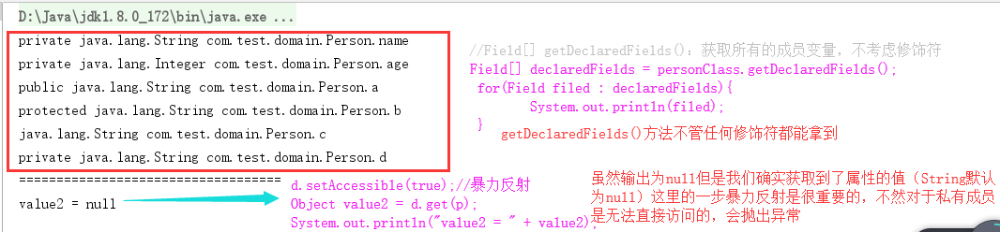 D:\Java\jdk1.8.0_172\bin\java.exe ...
private java.lang.String com.test.domain.Person.name
private java.lang.Integer com.test.domain.Person.age
public java.lang.String com.test.domain.Person.a
protected java.lang.String com.test.domain.Person.b
java.lang.String com.test.domain.Person.c
private java.lang.String com.test.domain.Person.d
===================================
value2 = null
//Field[] getDeclaredFields()：获取所有的成员变量，不考虑修饰符
Field[] declaredFields = personClass.getDeclaredFields();
for(Field filed : declaredFields){
System.out.println(filed);
}
getDeclaredFields()方法不管任何修饰符都能拿到
d.setAccessible(true);//暴力反射
Object value2 = d.get(p);
System.out.println("value2 = " + value2);
虽然输出为null但是我们确实获取到了属性的值（String默认
为null）这里的一步暴力反射是很重要的，不然对于私有成员
是无法直接访问的，会抛出异常